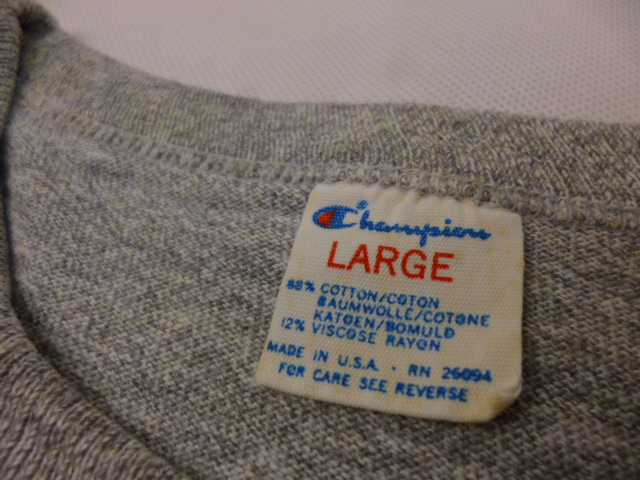 Champion
LARGE
88% COTTON/COTON
BAUMWOLLE/COTONE
KATOEN/BOMULD
12% VISCOSE RAYON
MADE IN U.S.A. · RN 26094
FOR CARE SEE REVERSE